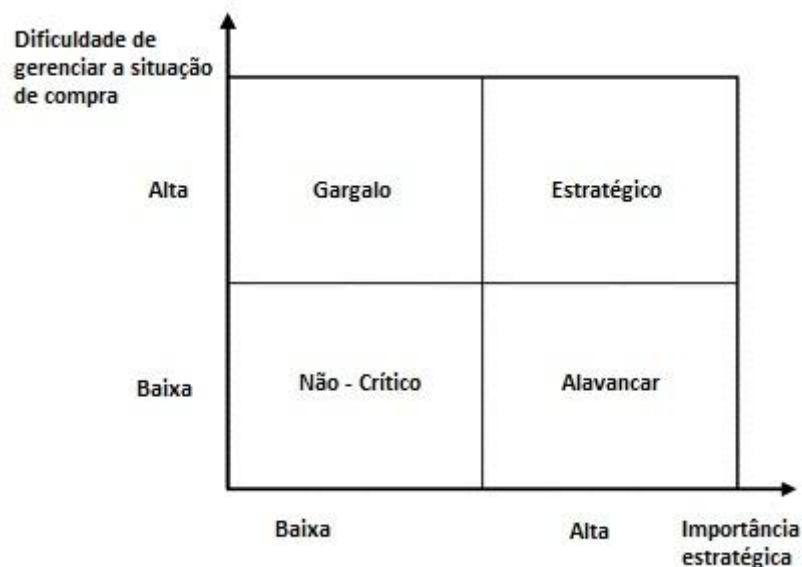 Dificuldade de
gerenciar a situação
de compra
Alta
Gargalo
Estratégico
Baixa
Não - Crítico
Alavancar
Baixa
Alta
Importância
estratégica